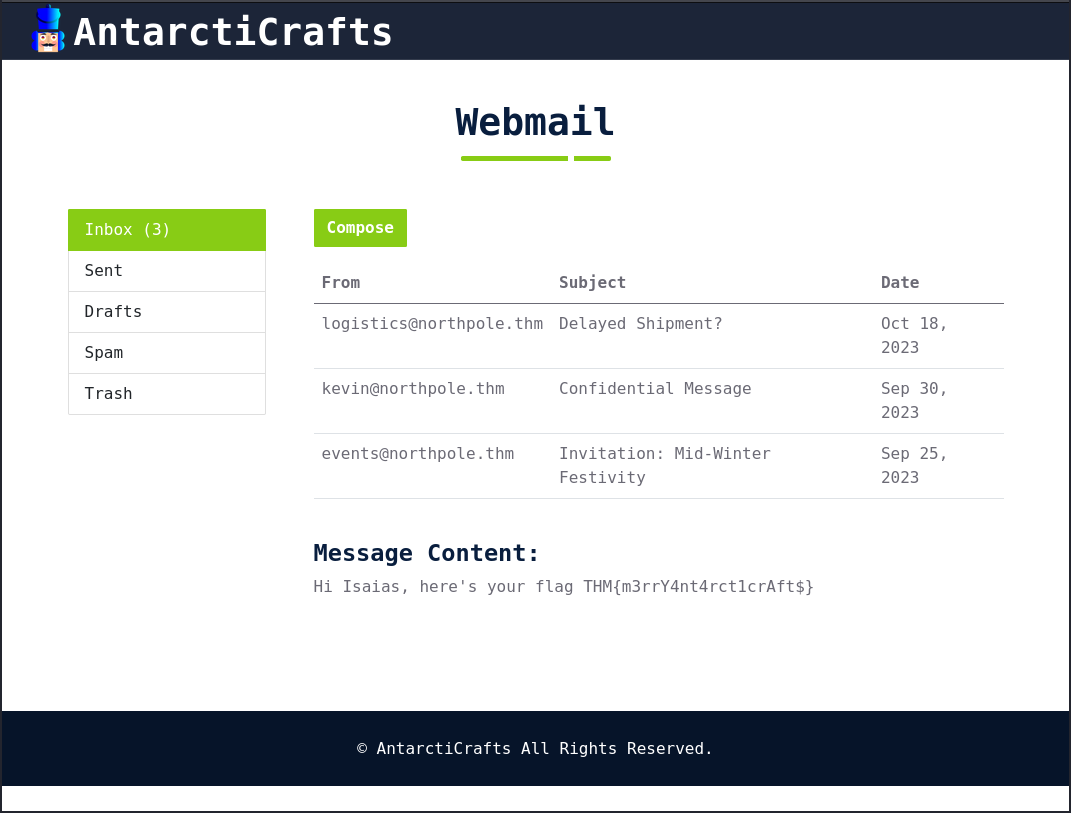 AntarctiCrafts
Webmail
Inbox (3)
Sent
Drafts
Spam
Trash
Compose
From Subject Date
logistics@northpole.thm Delayed Shipment? Oct 18,
2023
kevin@northpole.thm Confidential Message Sep 30,
2023
events@northpole.thm Invitation: Mid-Winter Sep 25,
Festivity 2023
Message Content:
Hi Isaias, here's your flag THM{m3rrY4nt4rct1crAft$}
© AntarctiCrafts All Rights Reserved.